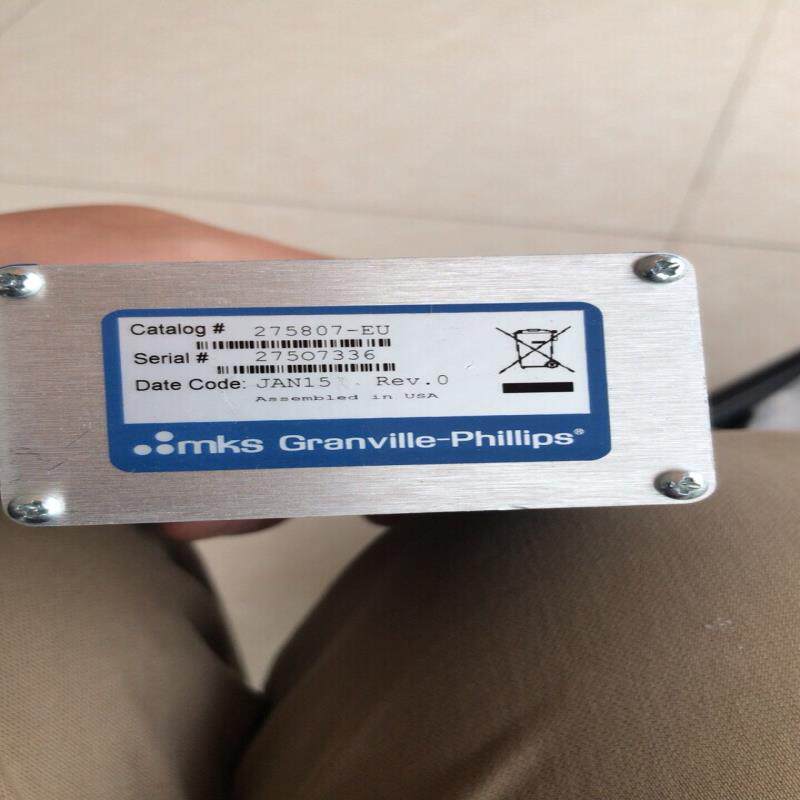 Catalog # 275807-EU
Serial # 27507336
Date Code: JAN15 Rev.0
Assembled in USA
mks Granville-Phillips®